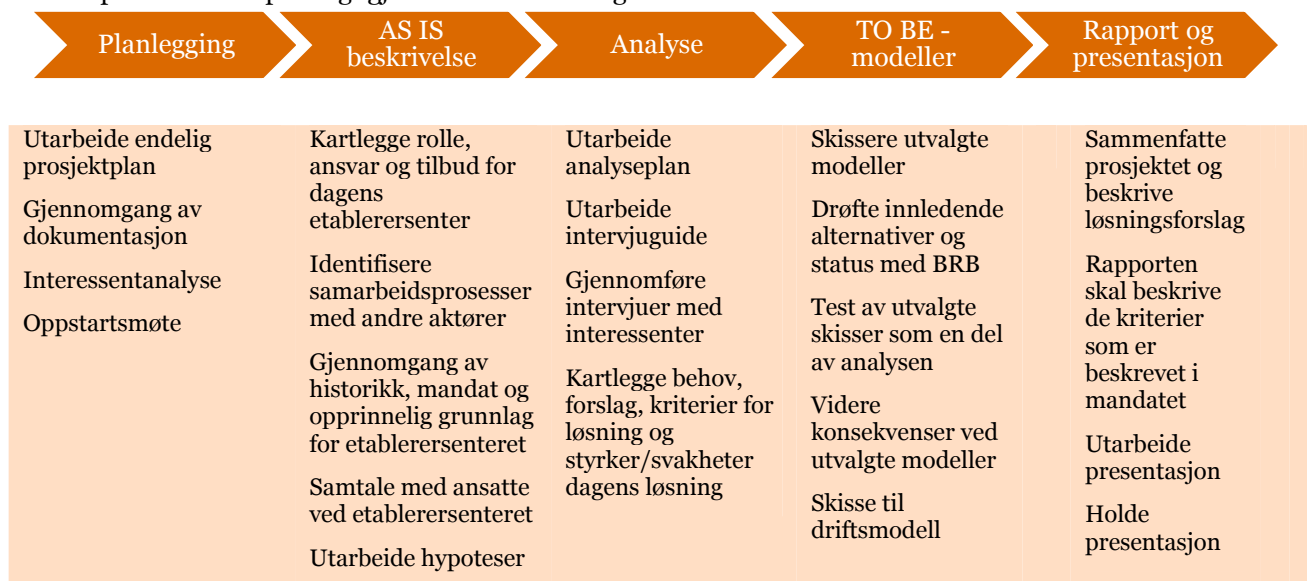 Planlegging
AS IS
beskrivelse
Analyse
TO BE -
modeller
Rapport og
presentasjon
Utarbeide endelig
prosjektplan
Gjennomgang av
dokumentasjon
Interessentanalyse
Oppstartsmøte
Kartlegge rolle,
ansvar og tilbud for
dagens
etablerersenter
Identifisere
samarbeidsprosesser
med andre aktører
Gjennomgang av
historikk, mandat og
opprinnelig grunnlag
for etablerersenteret
Samtale med ansatte
ved etablerersenteret
Utarbeide hypoteser
Utarbeide
analyseplan
Utarbeide
intervjuguide
Gjennomføre
intervjuer med
interessenter
Kartlegge behov,
forslag, kriterier for
løsning og
styrker/svakheter
dagens løsning
Skissere utvalgte
modeller
Drøfte innledende
alternativer og
status med BRB
Test av utvalgte
skisser som en del
av analysen
Videre
konsekvenser ved
utvalgte modeller
Skisse til
driftsmodell
Sammenfatte
prosjektet og
beskrive
løsningsforslag
Rapporten
skal beskrive
de kriterier
som er
beskrevet i
mandatet
Utarbeide
presentasjon
Holde
presentasjon